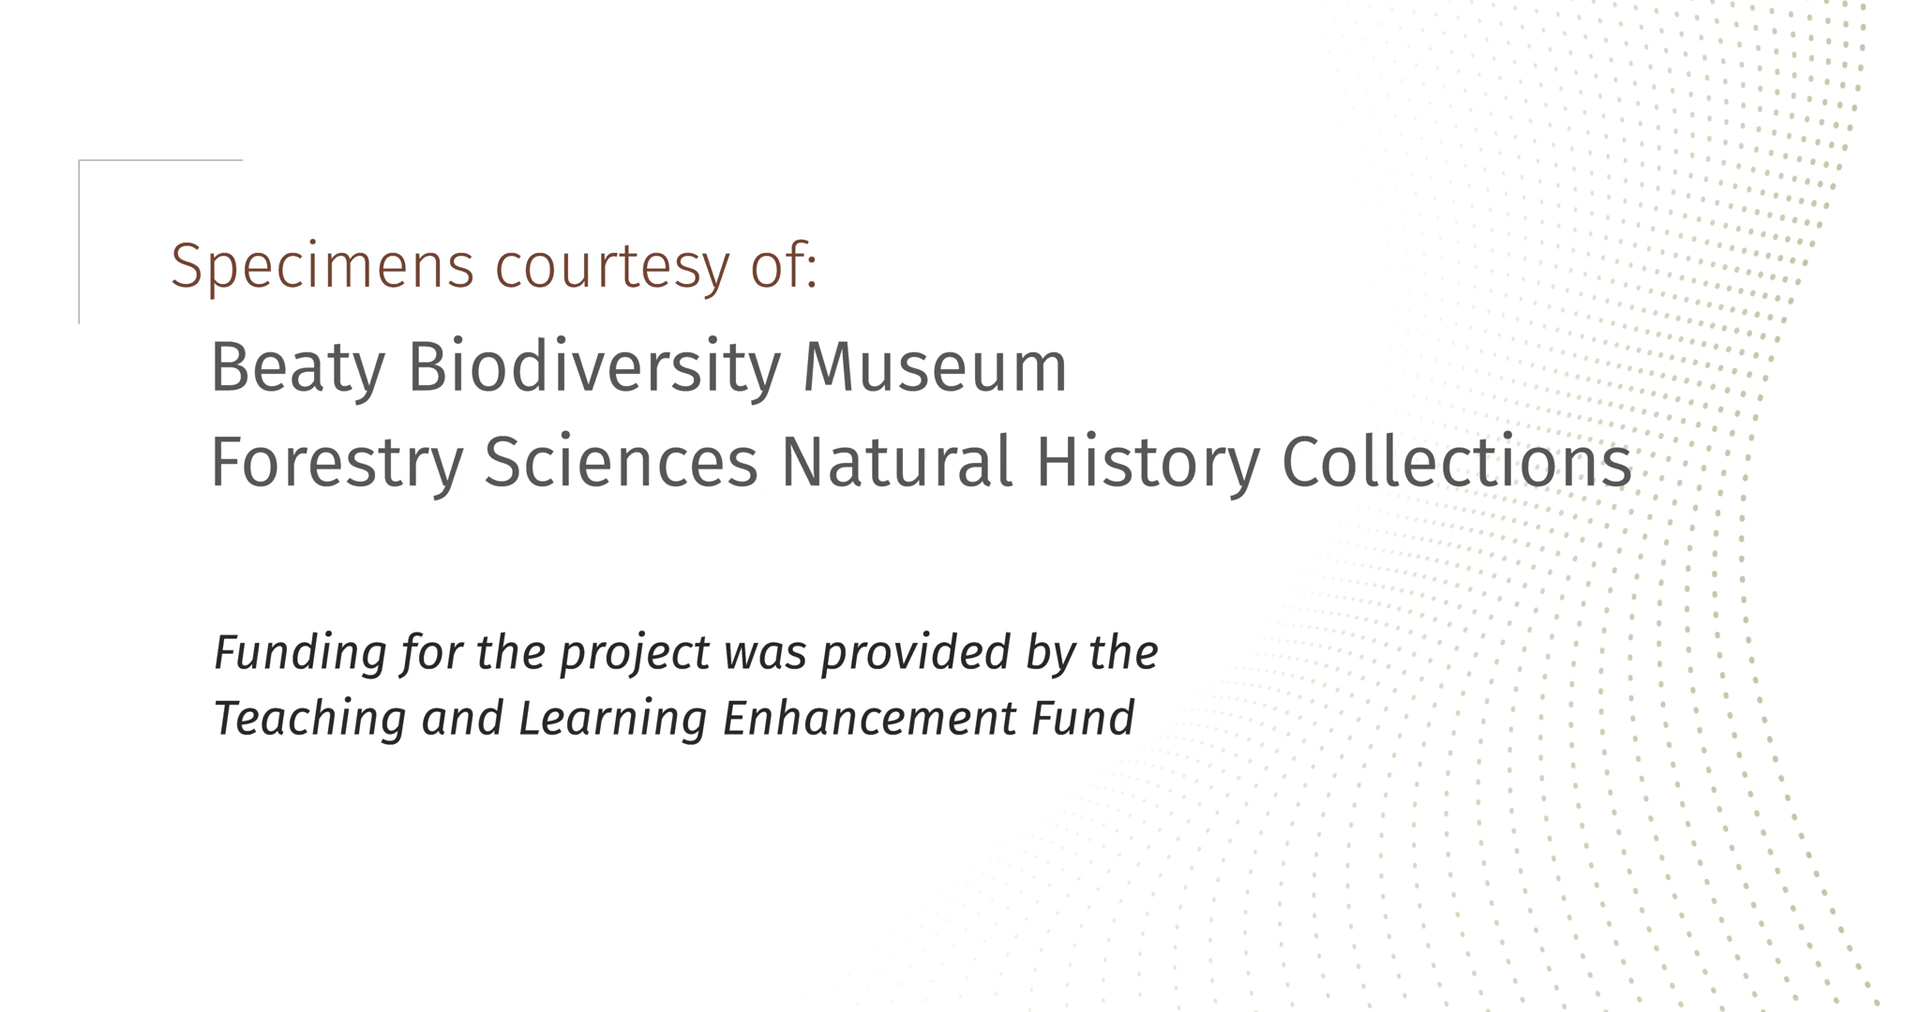 Specimens courtesy of:
Beaty Biodiversity Museum
Forestry Sciences Natural History Collections
Funding for the project was provided by the
Teaching and Learning Enhancement Fund